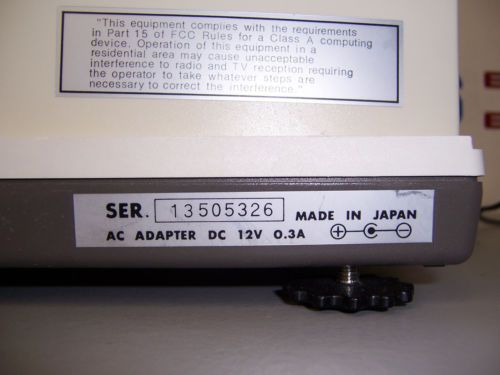 "This equipment complies with the requirements
in Part 15 of FCC Rules for a Class A computing
device. Operation of this equipment in a
residential area may cause unacceptable
interference to radio and TV reception requiring
the operator to take whatever steps are
necessary to correct the interference."
SER. 13505326 MADE IN JAPAN
AC ADAPTER DC 12V 0.3A